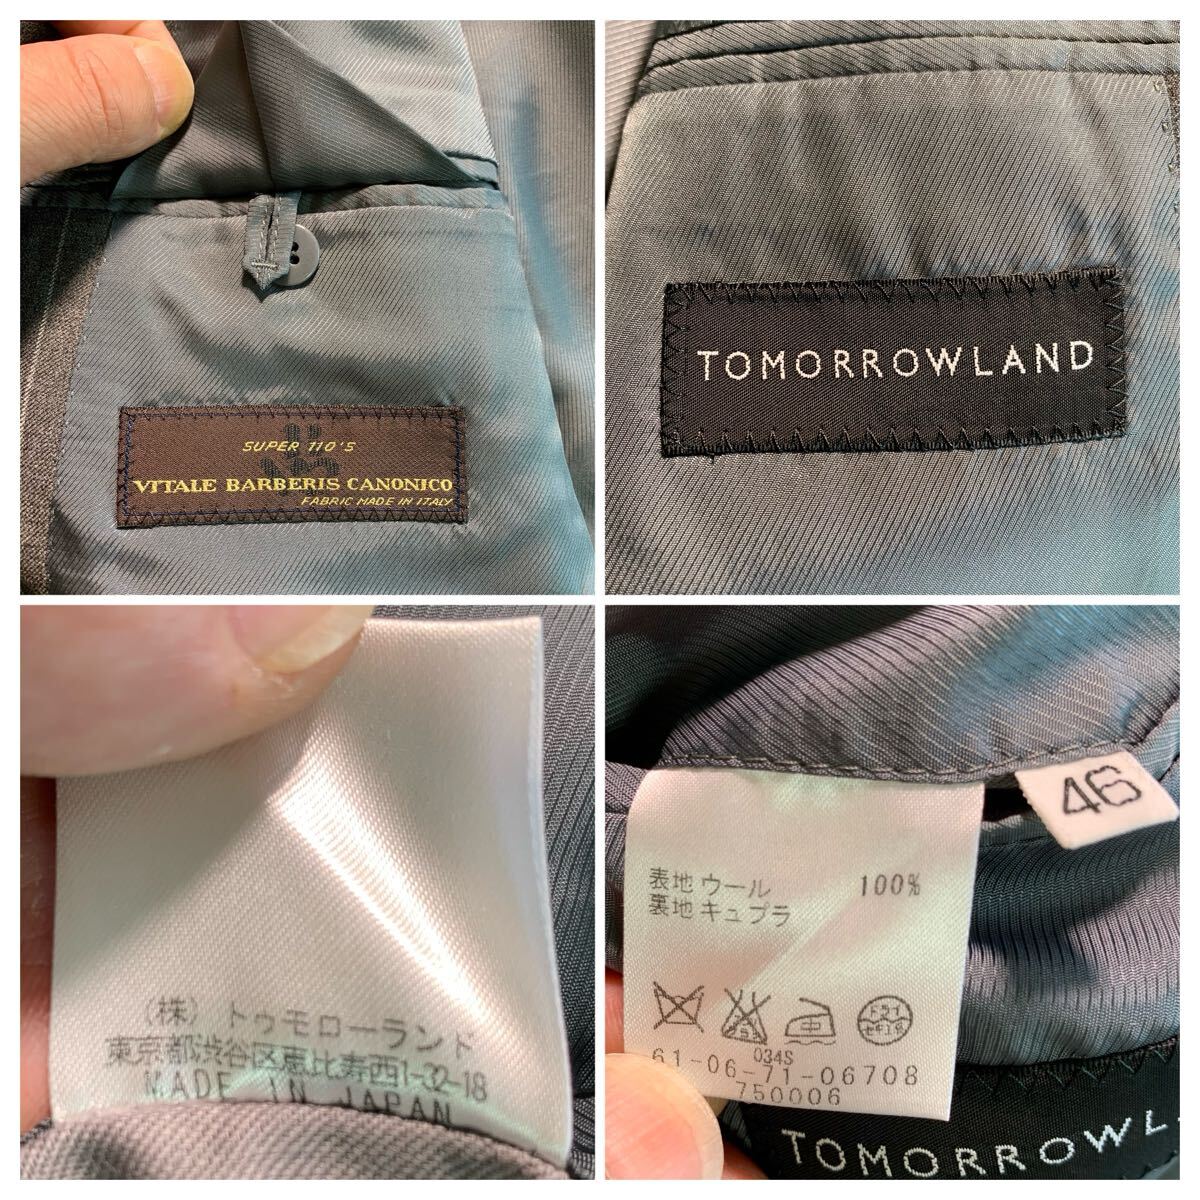 SUPER 110'S
VITALE BARBERIS CANONICO
FABRIC MADE IN ITALY
TOMORROWLAND
(株) トゥモローランド
東京都渋谷区恵比寿西1-32-18
MADE IN JAPAN
46
表地 ウール 100%
裏地 キュプラ
034S
61-06-71-06708
750006
TOMORROWL